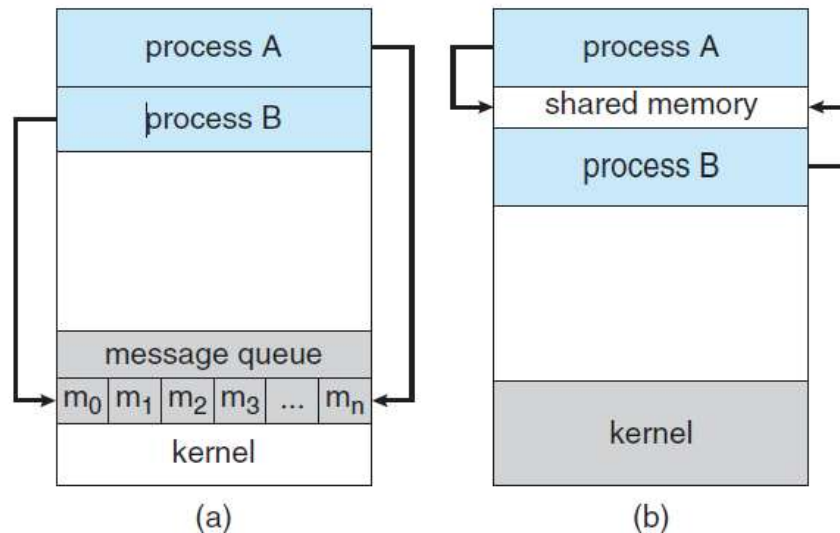 process A
process B
message queue
m0 m1 m2 m3 ... mn
kernel
(a)
process A
shared memory
process B
kernel
(b)